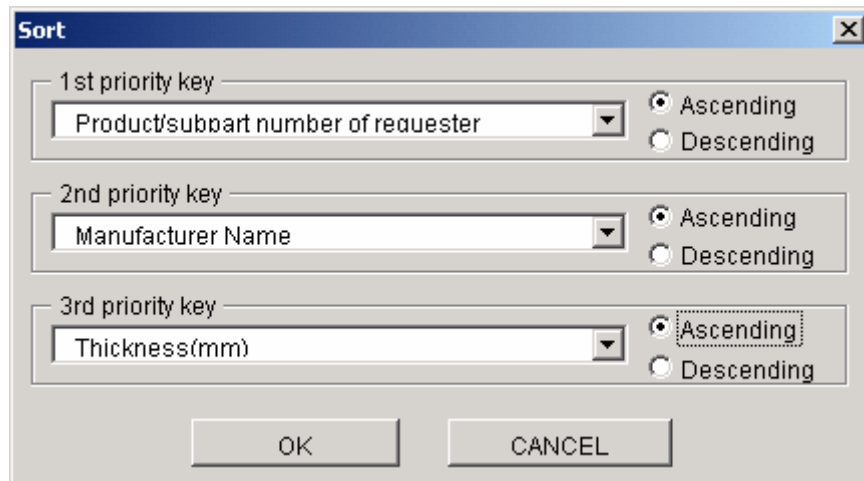 Sort
1st priority key
Product/subpart number of requester
Ascending
Descending
2nd priority key
Manufacturer Name
Ascending
Descending
3rd priority key
Thickness(mm)
Ascending
Descending
OK
CANCEL